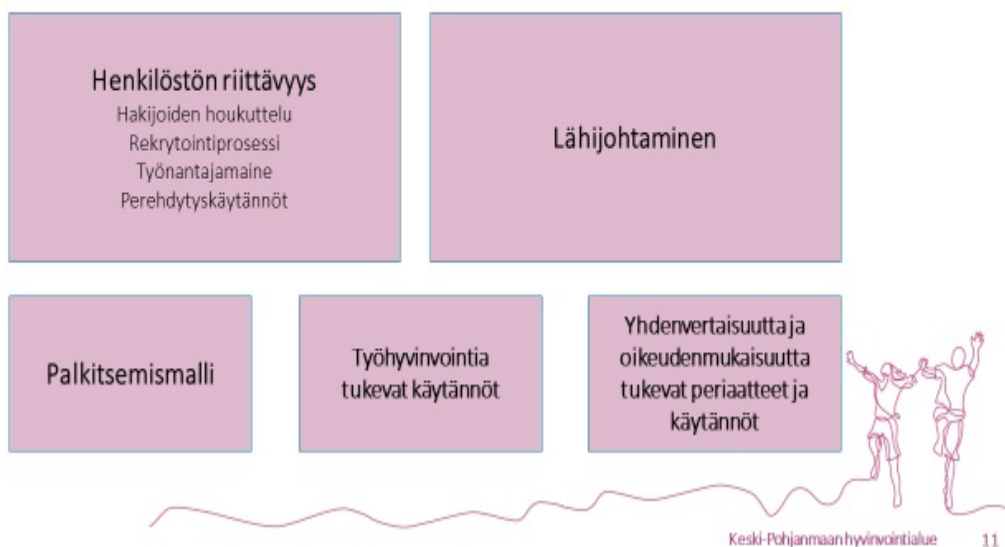 Henkilöstön riittävyys
Hakijoiden houkuttelu
Rekrytointiprosessi
Työnantajamaine
Perehdytyskäytännöt
Lähijohtaminen
Palkitsemismalli
Työhyvinvointia
tukevat käytännöt
Yhdenvertaisuutta ja
oikeudenmukaisuutta
tukevat periaatteet ja
käytännöt
Keski-Pohjanmaan hyvinvointialue 11